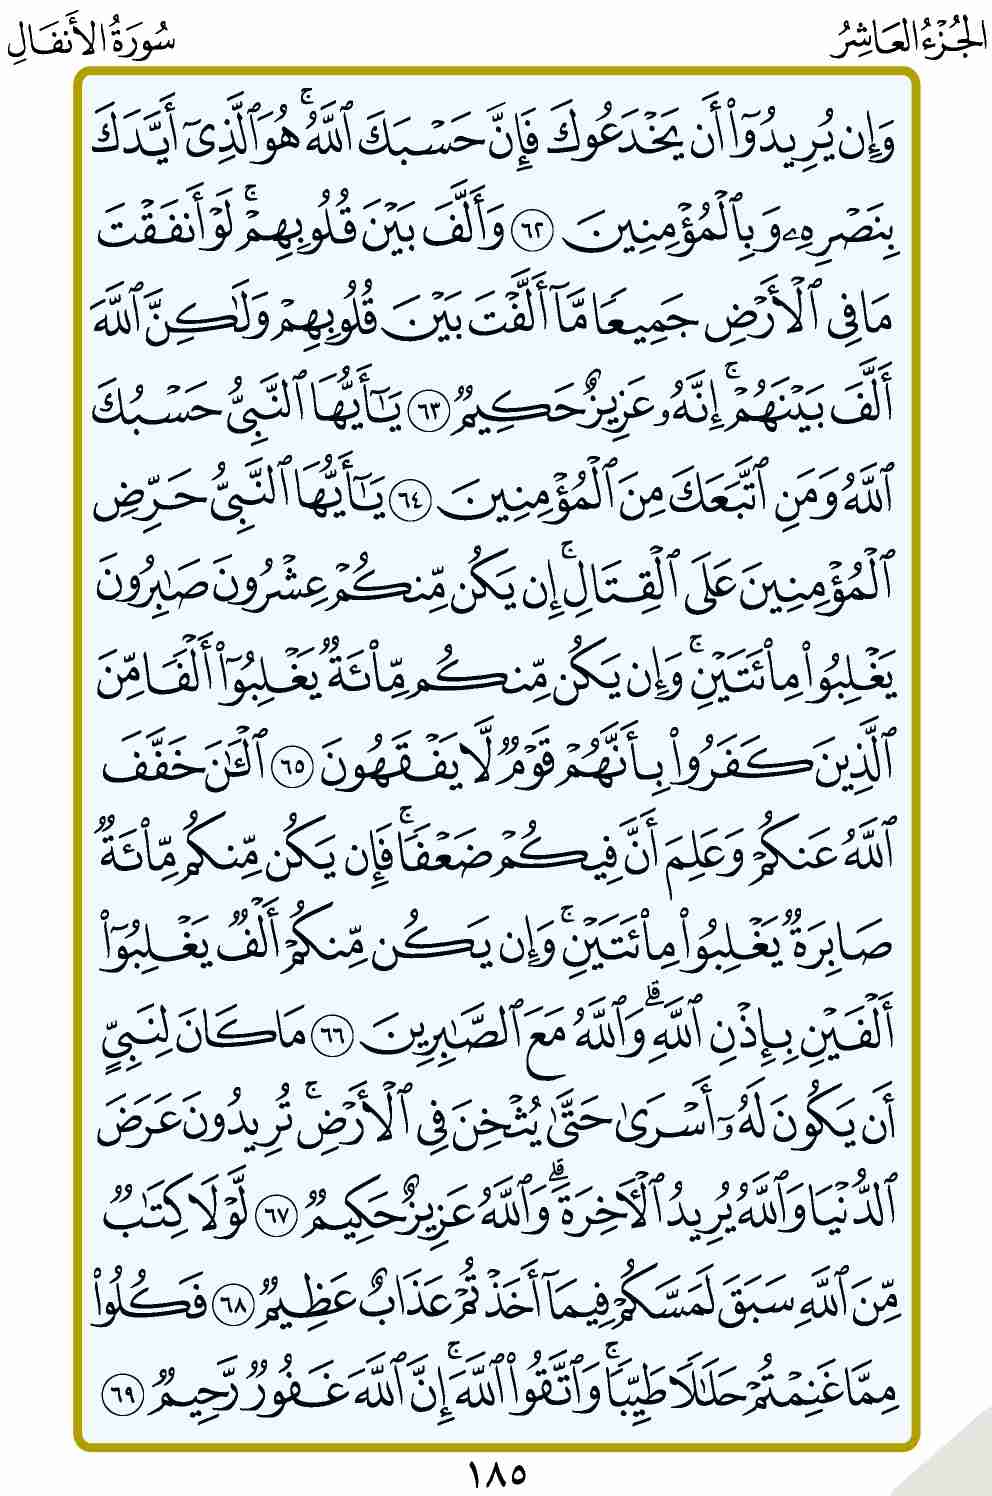 الجُزْءُ العَاشِرُ
سُورَةُ الأَنفَالِ
وَإِن يُرِيدُوٓا۟ أَن يَخْدَعُوكَ فَإِنَّ حَسْبَكَ ٱللَّهُ ۚ هُوَ ٱلَّذِىٓ أَيَّدَكَ
بِنَصْرِهِۦ وَبِٱلْمُؤْمِنِينَ ٦٢ وَأَلَّفَ بَيْنَ قُلُوبِهِمْ ۚ لَوْ أَنفَقْتَ
مَا فِى ٱلْأَرْضِ جَمِيعًا مَّآ أَلَّفْتَ بَيْنَ قُلُوبِهِمْ وَلَـٰكِنَّ ٱللَّهَ
أَلَّفَ بَيْنَهُمْ ۚ إِنَّهُۥ عَزِيزٌ حَكِيمٌ ٦٣ يَـٰٓأَيُّهَا ٱلنَّبِىُّ حَسْبُكَ
ٱللَّهُ وَمَنِ ٱتَّبَعَكَ مِنَ ٱلْمُؤْمِنِينَ ٦٤ يَـٰٓأَيُّهَا ٱلنَّبِىُّ حَرِّضِ
ٱلْمُؤْمِنِينَ عَلَى ٱلْقِتَالِ ۚ إِن يَكُن مِّنكُمْ عِشْرُونَ صَـٰبِرُونَ
يَغْلِبُوا۟ مِا۟ئَتَيْنِ ۚ وَإِن يَكُن مِّنكُم مِّا۟ئَةٌ يَغْلِبُوٓا۟ أَلْفًا مِّنَ
ٱلَّذِينَ كَفَرُوا۟ بِأَنَّهُمْ قَوْمٌ لَّا يَفْقَهُونَ ٦٥ ٱلْـَٔـٰنَ خَفَّفَ
ٱللَّهُ عَنكُمْ وَعَلِمَ أَنَّ فِيكُمْ ضَعْفًا ۚ فَإِن يَكُن مِّنكُم مِّا۟ئَةٌ
صَابِرَةٌ يَغْلِبُوا۟ مِا۟ئَتَيْنِ ۚ وَإِن يَكُن مِّنكُمْ أَلْفٌ يَغْلِبُوٓا۟
أَلْفَيْنِ بِإِذْنِ ٱللَّهِ ۗ وَٱللَّهُ مَعَ ٱلصَّـٰبِرِينَ ٦٦ مَا كَانَ لِنَبِىٍّ
أَن يَكُونَ لَهُۥٓ أَسْرَىٰ حَتَّىٰ يُثْخِنَ فِى ٱلْأَرْضِ ۚ تُرِيدُونَ عَرَضَ
ٱلدُّنْيَا وَٱللَّهُ يُرِيدُ ٱلْـَٔاخِرَةَ ۗ وَٱللَّهُ عَزِيزٌ حَكِيمٌ ٦٧ لَّوْلَا كِتَـٰبٌ
مِّنَ ٱللَّهِ سَبَقَ لَمَسَّكُمْ فِيمَآ أَخَذْتُمْ عَذَابٌ عَظِيمٌ ٦٨ فَكُلُوا۟
مِمَّا غَنِمْتُمْ حَلَـٰلًا طَيِّبًا ۚ وَٱتَّقُوا۟ ٱللَّهَ ۚ إِنَّ ٱللَّهَ غَفُورٌ رَّحِيمٌ ٦٩
١٨٥